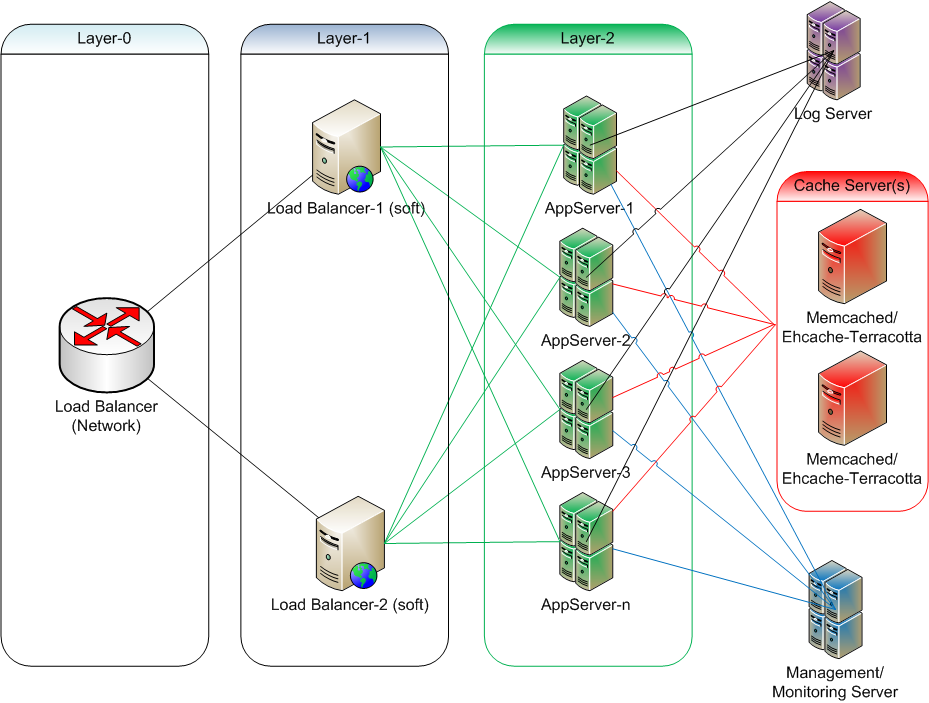 Layer-0
Layer-1
Layer-2
Log Server
Load Balancer-1 (soft)
AppServer-1
Cache Server(s)
AppServer-2
Memcached/
Ehcache-Terracotta
Load Balancer
(Network)
AppServer-3
Memcached/
Ehcache-Terracotta
Load Balancer-2 (soft)
AppServer-n
Management/
Monitoring Server